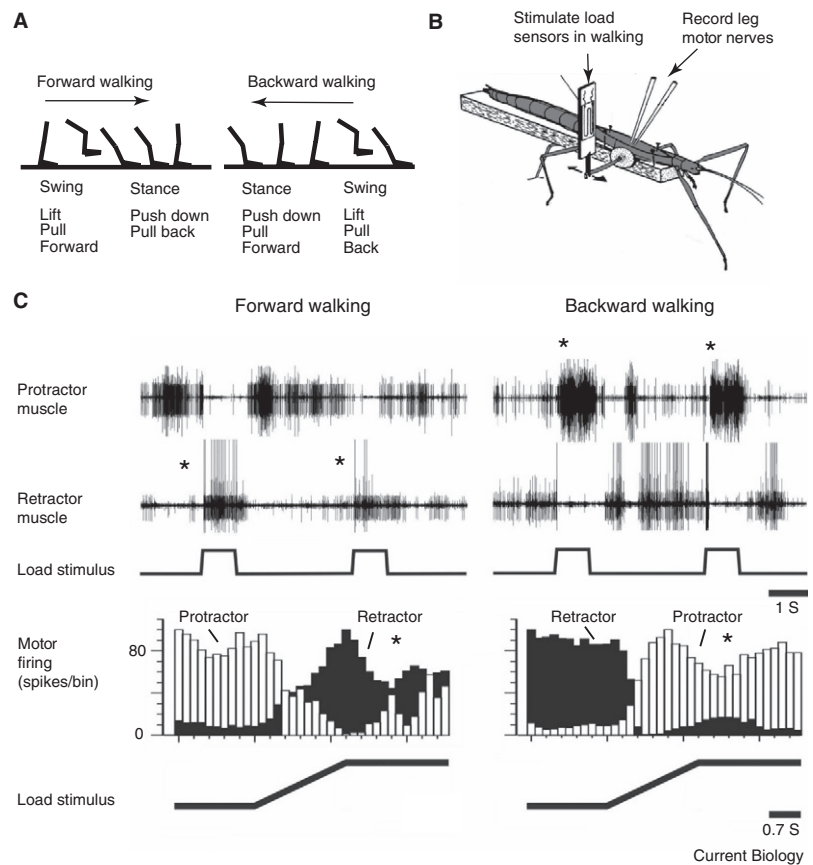 A
Forward walking
Backward walking
Swing
Stance
Stance
Swing
Lift
Pull
Forward
Push down
Pull back
Push down
Pull
Forward
Lift
Pull
Back
B
Stimulate load
sensors in walking
Record leg
motor nerves
C
Forward walking
Backward walking
Protractor
muscle
*
*
Retractor
muscle
*
*
Load stimulus
1 S
Motor
firing
(spikes/bin)
80
0
Protractor
Retractor
*
Retractor
Protractor
*
Load stimulus
0.7 S
Current Biology